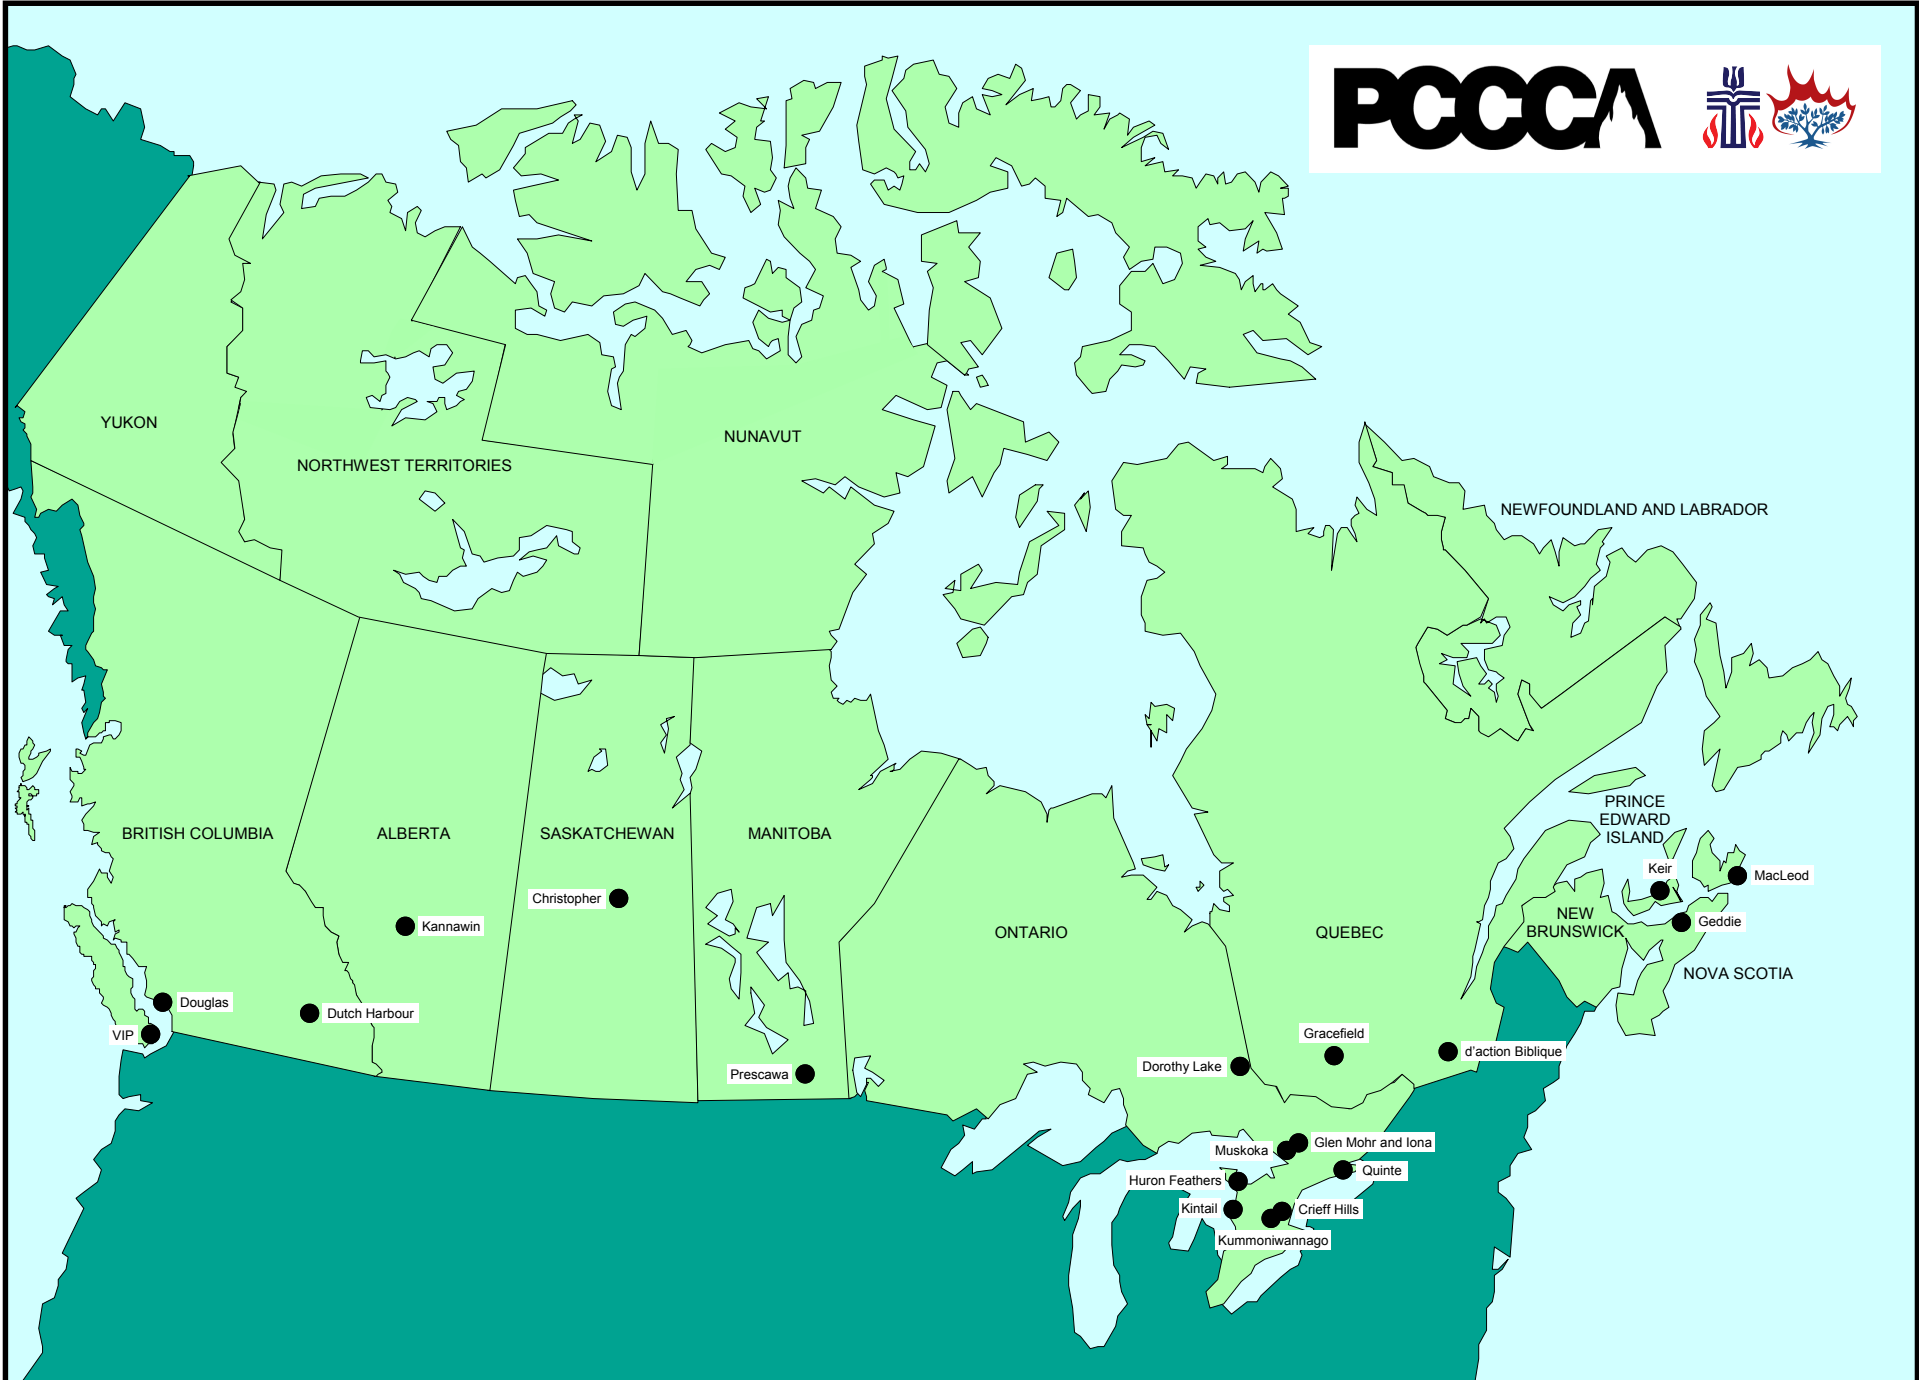 PCCCA
YUKON
NORTHWEST TERRITORIES
NUNAVUT
NEWFOUNDLAND AND LABRADOR
BRITISH COLUMBIA
ALBERTA
SASKATCHEWAN
MANITOBA
ONTARIO
QUEBEC
PRINCE
EDWARD
ISLAND
NEW
BRUNSWICK
NOVA SCOTIA
Keir
MacLeod
Geddie
Christopher
Kannawin
Douglas
Dutch Harbour
VIP
Prescawa
Gracefield
d'action Biblique
Dorothy Lake
Glen Mohr and Iona
Muskoka
Quinte
Huron Feathers
Kintail
Crieff Hills
Kummoniwannago